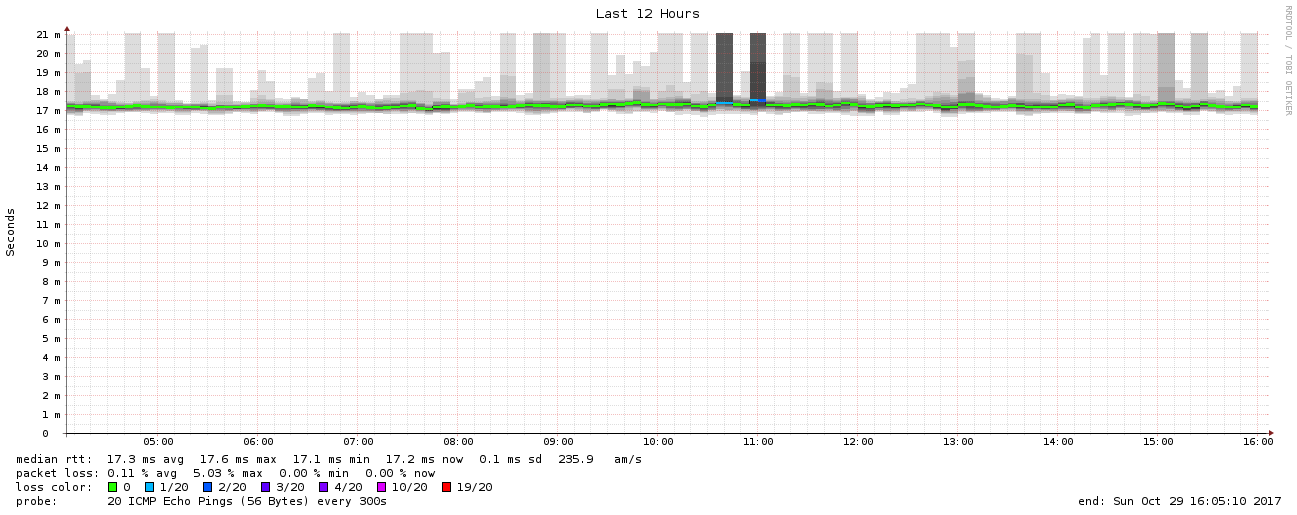 Last 12 Hours
RRDTOOL / TOBI OETIKER
Seconds
21 m
20 m
19 m
18 m
17 m
16 m
15 m
14 m
13 m
12 m
11 m
10 m
9 m
8 m
7 m
6 m
5 m
4 m
3 m
2 m
1 m
0
05:00 06:00 07:00 08:00 09:00 10:00 11:00 12:00 13:00 14:00 15:00 16:00
median rtt: 17.3 ms avg 17.6 ms max 17.1 ms min 17.2 ms now 0.1 ms sd 235.9 am/s
packet loss: 0.11 % avg 5.03 % max 0.00 % min 0.00 % now
loss color: 0 1/20 2/20 3/20 4/20 10/20 19/20
probe: 20 ICMP Echo Pings (56 Bytes) every 300s end: Sun Oct 29 16:05:10 2017